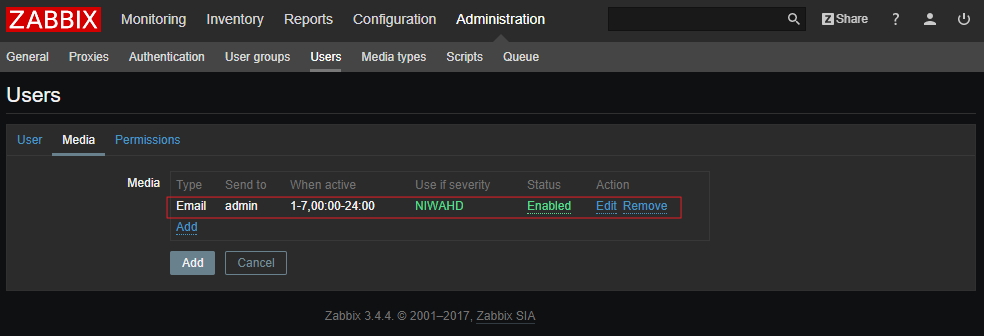 ZABBIX Monitoring Inventory Reports Configuration Administration Z Share ?
General Proxies Authentication User groups Users Media types Scripts Queue
Users
User Media Permissions
Media Type Send to When active Use if severity Status Action
Email admin 1-7,00:00-24:00 NIWAHD Enabled Edit Remove
Add
Add Cancel
Zabbix 3.4.4. © 2001–2017, Zabbix SIA